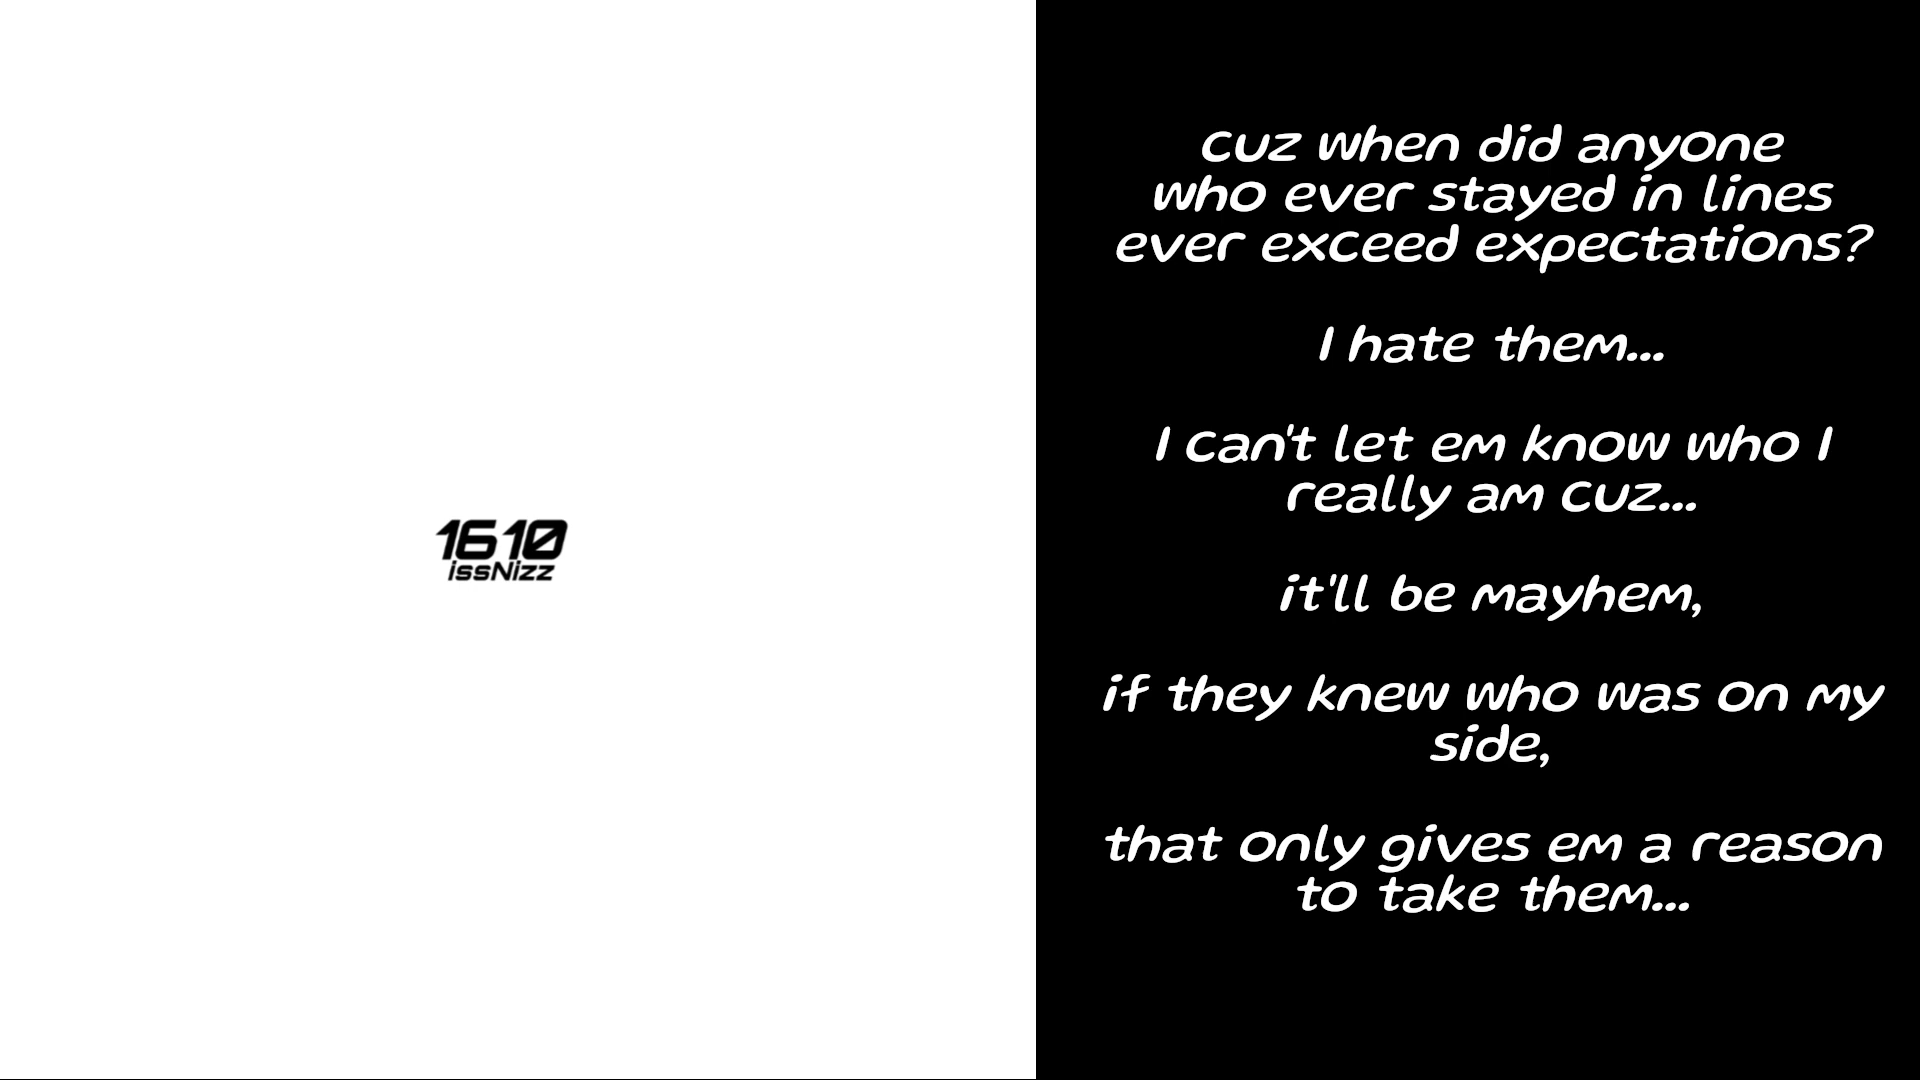 1610
issNizz
cuz when did anyone
who ever stayed in lines
ever exceed expectations?
I hate them...
I can't let em know who I
really am cuz...
it'll be mayhem,
if they knew who was on my
side,
that only gives em a reason
to take them...